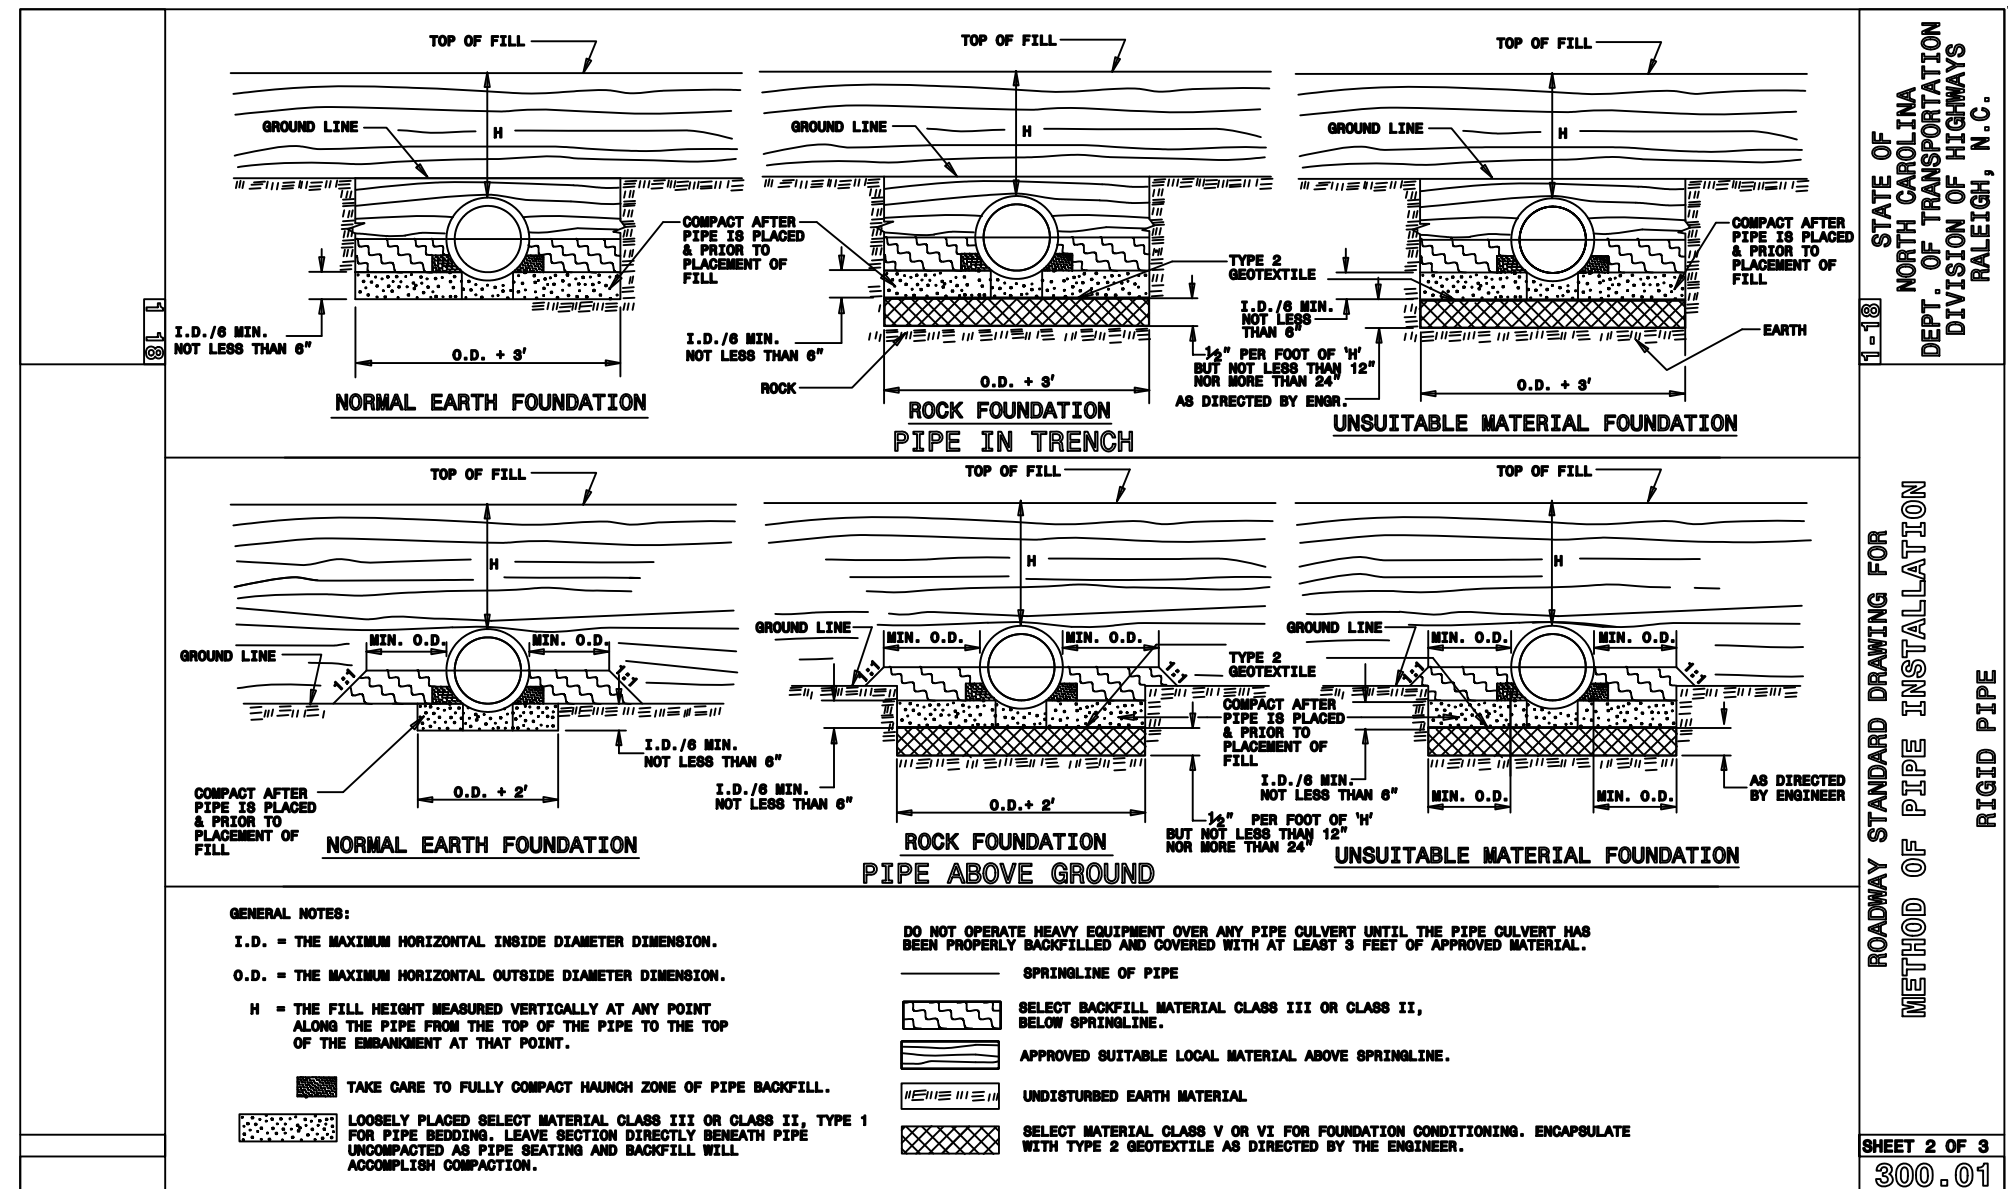 TOP OF FILL
GROUND LINE
H
I.D./6 MIN.
NOT LESS THAN 6"
O.D. + 3'
NORMAL EARTH FOUNDATION
COMPACT AFTER
PIPE IS PLACED
& PRIOR TO
PLACEMENT OF
FILL
TOP OF FILL
GROUND LINE
H
I.D./6 MIN.
NOT LESS THAN 6"
ROCK
O.D. + 3'
ROCK FOUNDATION
PIPE IN TRENCH
TYPE 2
GEOTEXTILE
½" PER FOOT OF 'H'
BUT NOT LESS THAN 12"
NOR MORE THAN 24"
TOP OF FILL
GROUND LINE
H
I.D./6 MIN.
NOT LESS
THAN 6"
AS DIRECTED BY ENGR.
COMPACT AFTER
PIPE IS PLACED
& PRIOR TO
PLACEMENT OF
FILL
EARTH
O.D. + 3'
UNSUITABLE MATERIAL FOUNDATION
TOP OF FILL
H
MIN. O.D.
MIN. O.D.
GROUND LINE
1:1
1:1
I.D./6 MIN.
NOT LESS THAN 6"
O.D. + 2'
COMPACT AFTER
PIPE IS PLACED
& PRIOR TO
PLACEMENT OF
FILL
NORMAL EARTH FOUNDATION
TOP OF FILL
H
GROUND LINE
MIN. O.D.
MIN. O.D.
1:1
1:1
TYPE 2
GEOTEXTILE
COMPACT AFTER
PIPE IS PLACED
& PRIOR TO
PLACEMENT OF
FILL
I.D./6 MIN.
NOT LESS THAN 6"
O.D.+ 2'
½" PER FOOT OF 'H'
BUT NOT LESS THAN 12"
NOR MORE THAN 24"
ROCK FOUNDATION
PIPE ABOVE GROUND
TOP OF FILL
H
GROUND LINE
MIN. O.D.
MIN. O.D.
1:1
1:1
I.D./6 MIN.
NOT LESS THAN 6"
MIN. O.D.
MIN. O.D.
AS DIRECTED
BY ENGINEER
UNSUITABLE MATERIAL FOUNDATION
GENERAL NOTES:
I.D. = THE MAXIMUM HORIZONTAL INSIDE DIAMETER DIMENSION.
O.D. = THE MAXIMUM HORIZONTAL OUTSIDE DIAMETER DIMENSION.
H = THE FILL HEIGHT MEASURED VERTICALLY AT ANY POINT
ALONG THE PIPE FROM THE TOP OF THE PIPE TO THE TOP
OF THE EMBANKMENT AT THAT POINT.
TAKE CARE TO FULLY COMPACT HAUNCH ZONE OF PIPE BACKFILL.
LOOSELY PLACED SELECT MATERIAL CLASS III OR CLASS II, TYPE 1
FOR PIPE BEDDING. LEAVE SECTION DIRECTLY BENEATH PIPE
UNCOMPACTED AS PIPE SEATING AND BACKFILL WILL
ACCOMPLISH COMPACTION.
DO NOT OPERATE HEAVY EQUIPMENT OVER ANY PIPE CULVERT UNTIL THE PIPE CULVERT HAS
BEEN PROPERLY BACKFILLED AND COVERED WITH AT LEAST 3 FEET OF APPROVED MATERIAL.
SPRINGLINE OF PIPE
SELECT BACKFILL MATERIAL CLASS III OR CLASS II,
BELOW SPRINGLINE.
APPROVED SUITABLE LOCAL MATERIAL ABOVE SPRINGLINE.
UNDISTURBED EARTH MATERIAL
SELECT MATERIAL CLASS V OR VI FOR FOUNDATION CONDITIONING. ENCAPSULATE
WITH TYPE 2 GEOTEXTILE AS DIRECTED BY THE ENGINEER.
1-18
1-18
STATE OF
NORTH CAROLINA
DEPT. OF TRANSPORTATION
DIVISION OF HIGHWAYS
RALEIGH, N.C.
ROADWAY STANDARD DRAWING FOR
METHOD OF PIPE INSTALLATION
RIGID PIPE
SHEET 2 OF 3
300.01